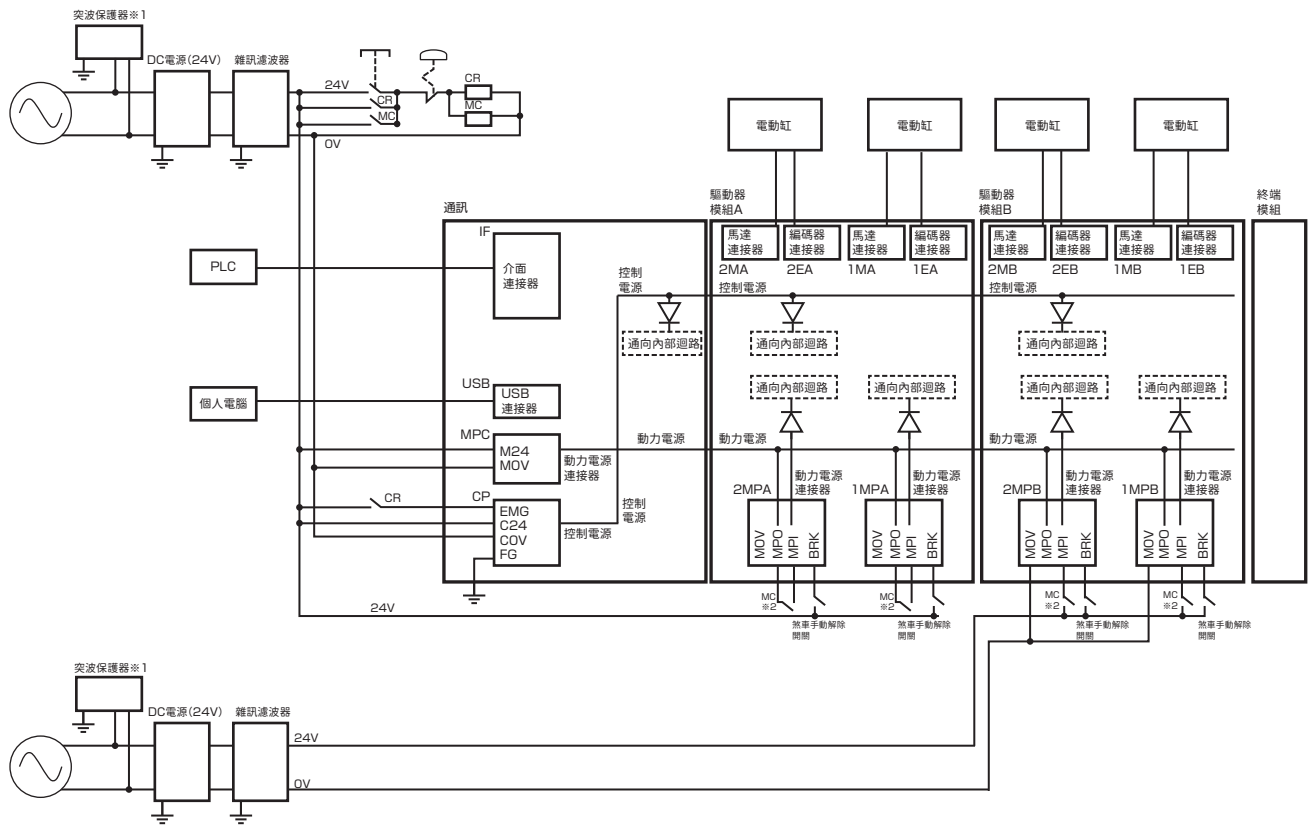 突波保護器※1
DC電源(24V)
雜訊濾波器
24V
CR
MC
0V
CR
MC
電動缸
電動缸
電動缸
電動缸
通訊
驅動器
模組A
驅動器
模組B
終端
模組
PLC
IF
介面
連接器
馬達
連接器
編碼器
連接器
馬達
連接器
編碼器
連接器
馬達
連接器
編碼器
連接器
馬達
連接器
編碼器
連接器
2MA
2EA
1MA
1EA
2MB
2EB
1MB
1EB
控制
電源
控制電源
控制電源
通向內部迴路
通向內部迴路
通向內部迴路
個人電腦
USB
USB
連接器
通向內部迴路
通向內部迴路
通向內部迴路
通向內部迴路
MPC
M24
MOV
動力電源
連接器
動力電源
動力電源
動力電源
CR
CP
EMG
C24
COV
FG
控制電源
控制
電源
2MPA
動力電源
連接器
1MPA
動力電源
連接器
2MPB
動力電源
連接器
1MPB
動力電源
連接器
MOV
MPO
MPI
BRK
MOV
MPO
MPI
BRK
MOV
MPO
MPI
BRK
MOV
MPO
MPI
BRK
24V
MC
※2
煞車手動解除
開關
MC
※2
煞車手動解除
開關
MC
※2
煞車手動解除
開關
MC
※2
煞車手動解除
開關
突波保護器※1
DC電源(24V)
雜訊濾波器
24V
0V